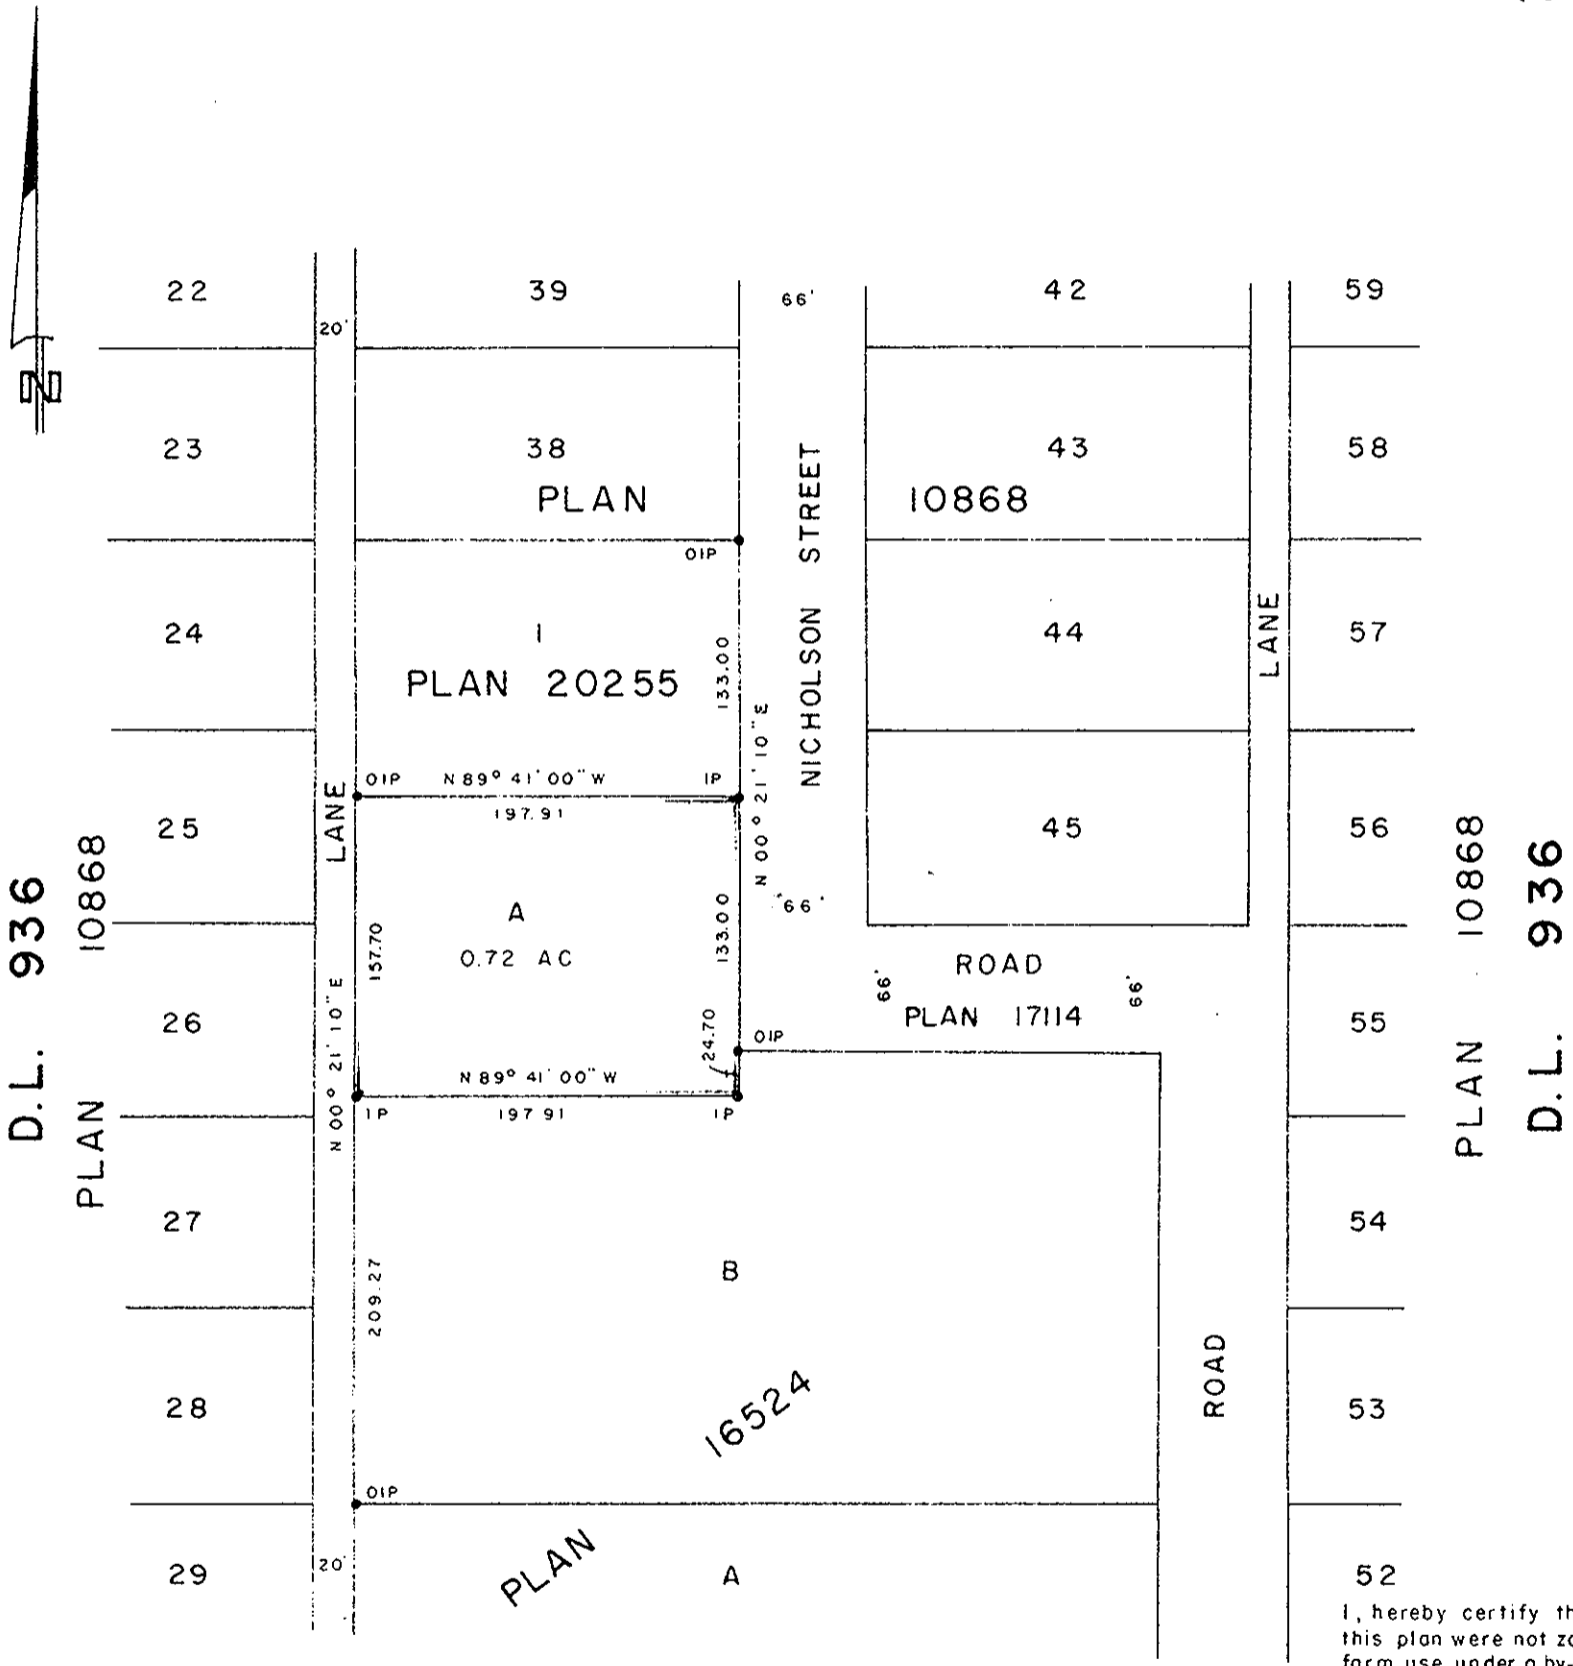 22
39
66'
42
59
20'
N
23
38
43
58
PLAN
10868
OIP
NICHOLSON STREET
24
1
44
57
LANE
PLAN 20255
133.00
N 00° 21' 10" E
OIP
N 89° 41' 00" W
IP
197.91
LANE
25
45
56
D.L. 936
PLAN 10868
PLAN 10868
D.L. 936
A
66'
157.70
133.00
0.72 AC
ROAD
66'
66'
PLAN 17114
26
55
N 00° 21' 10" E
24.70
OIP
N 89° 41' 00" W
IP
197.91
IP
27
54
B
209.27
28
ROAD
53
16524
OIP
PLAN
29
20'
A
52
I, hereby certify th
this plan were not
farm use under a by-